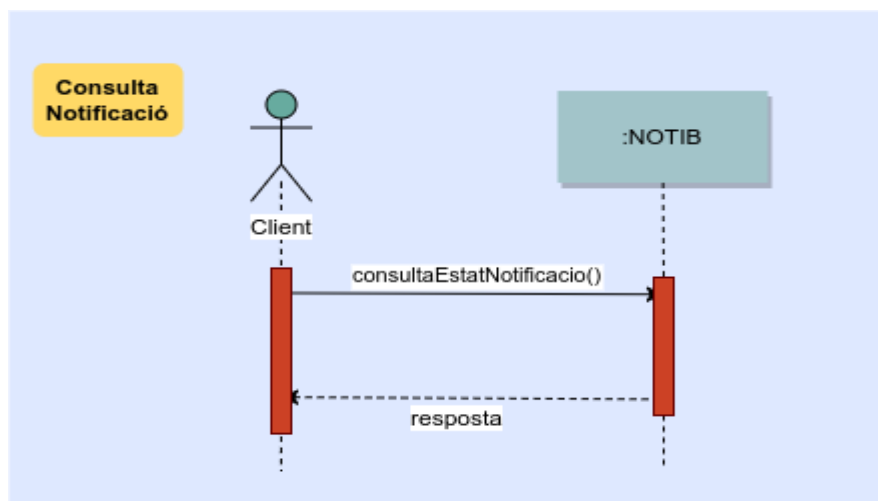 Consulta
Notificació
:NOTIB
Client
consultaEstatNotificacio()
resposta